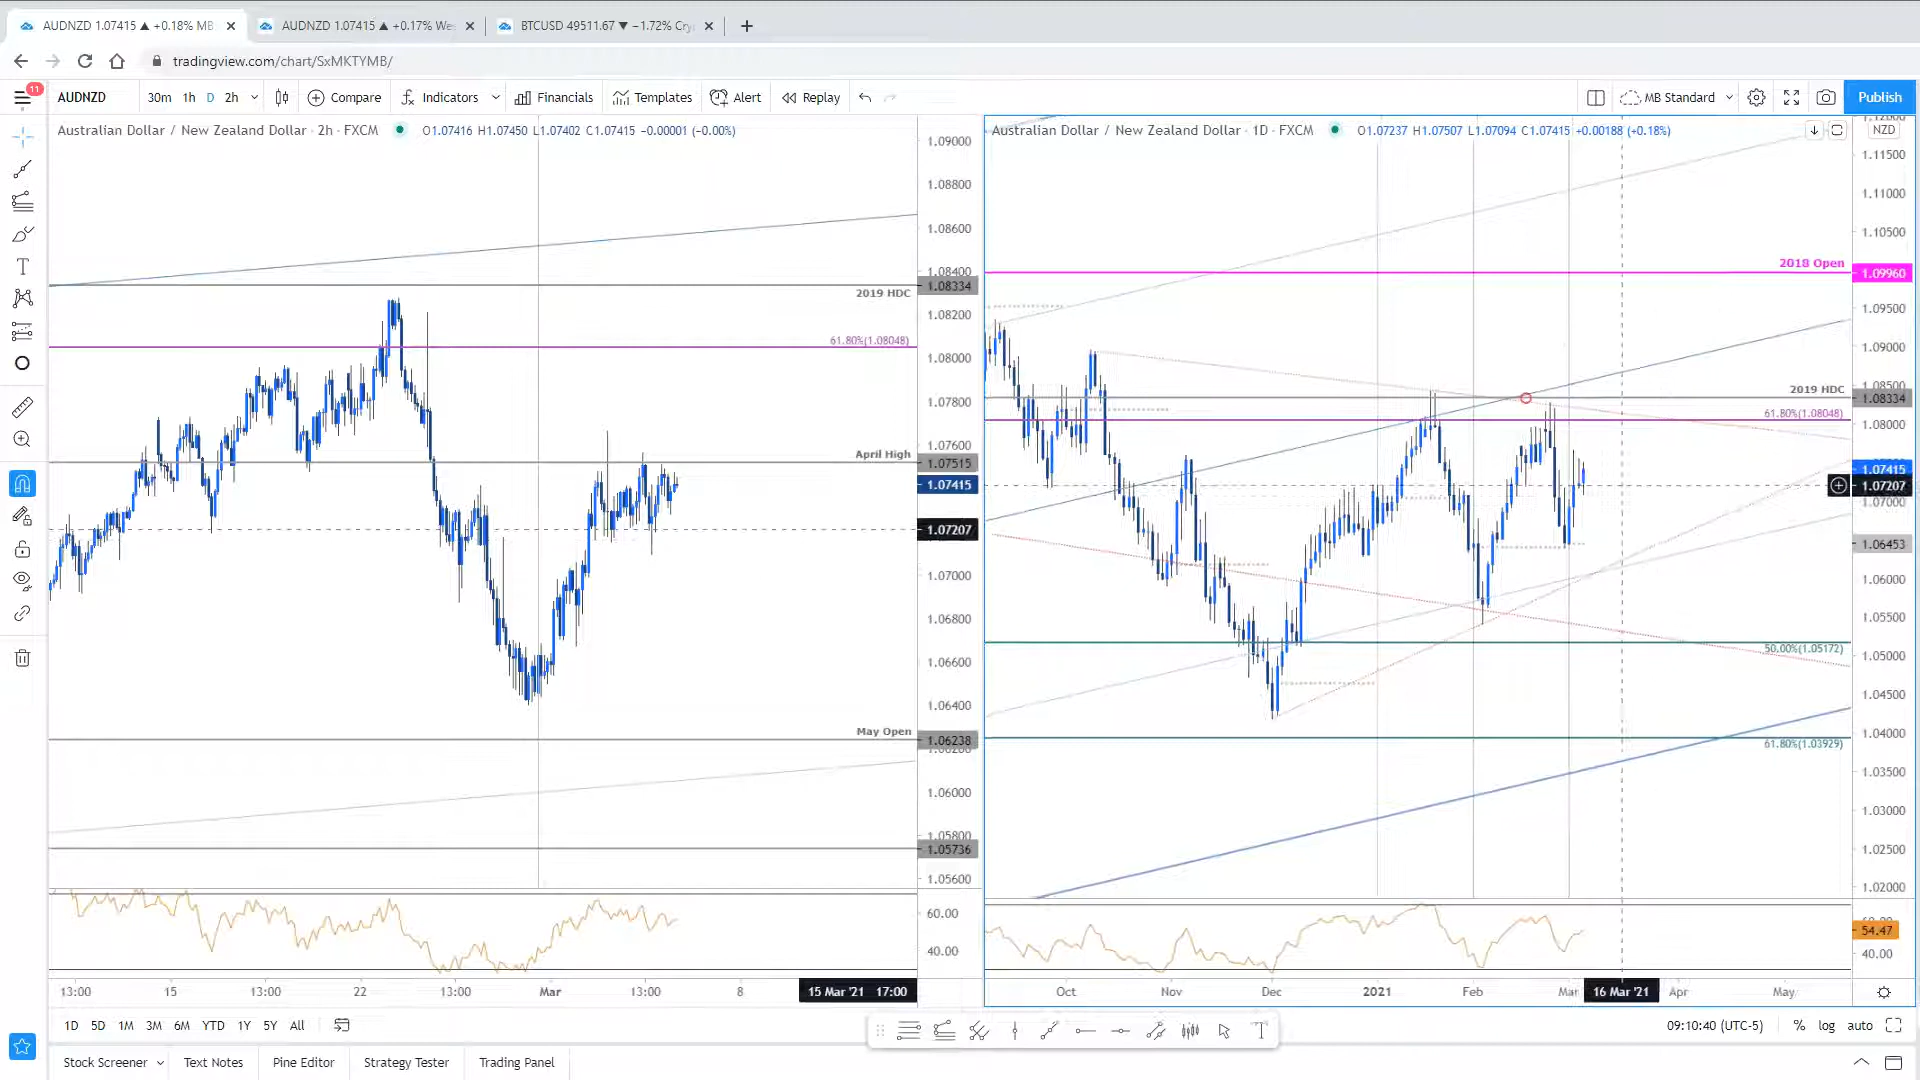 AUDNZD 1.07415 ▲ +0.18% MB
AUDNZD 1.07415 ▲ +0.17% We
BTCUSD 49511.67 ▼ −1.72% Cry
tradingview.com/chart/SxMKTYMB/
11
AUDNZD
30m 1h D 2h
Compare
Indicators
Financials
Templates
Alert
Replay
MB Standard
Publish
Australian Dollar / New Zealand Dollar · 2h · FXCM
O1.07416 H1.07450 L1.07402 C1.07415 −0.00001 (−0.00%)
1.09000
1.08800
1.08600
1.08400
1.08334
2019 HDC
1.08200
61.80%(1.08048)
1.08000
1.07800
1.07600
April High
1.07515
1.07415
1.07207
1.07000
1.06800
1.06600
1.06400
May Open
1.06238
1.06000
1.05800
1.05736
1.05600
60.00
40.00
13:00 15 13:00 22 13:00 Mar 13:00 8 15 Mar '21 17:00
Australian Dollar / New Zealand Dollar · 1D · FXCM
O1.07237 H1.07507 L1.07094 C1.07415 +0.00188 (+0.18%)
NZD
1.11500
1.11000
1.10500
2018 Open
1.09960
1.09500
1.09000
1.08500
2019 HDC
1.08334
61.80%(1.08048)
1.08000
1.07415
1.07207
1.07000
1.06453
1.06000
1.05500
50.00%(1.05172)
1.05000
1.04500
1.04000
61.80%(1.03929)
1.03500
1.03000
1.02500
1.02000
54.47
40.00
Oct Nov Dec 2021 Feb Mar 16 Mar '21 Apr May
1D 5D 1M 3M 6M YTD 1Y 5Y All
09:10:40 (UTC-5)
% log auto
Stock Screener
Text Notes
Pine Editor
Strategy Tester
Trading Panel